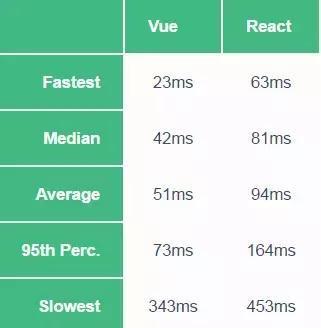 Vue React
Fastest 23ms 63ms
Median 42ms 81ms
Average 51ms 94ms
95th Perc. 73ms 164ms
Slowest 343ms 453ms